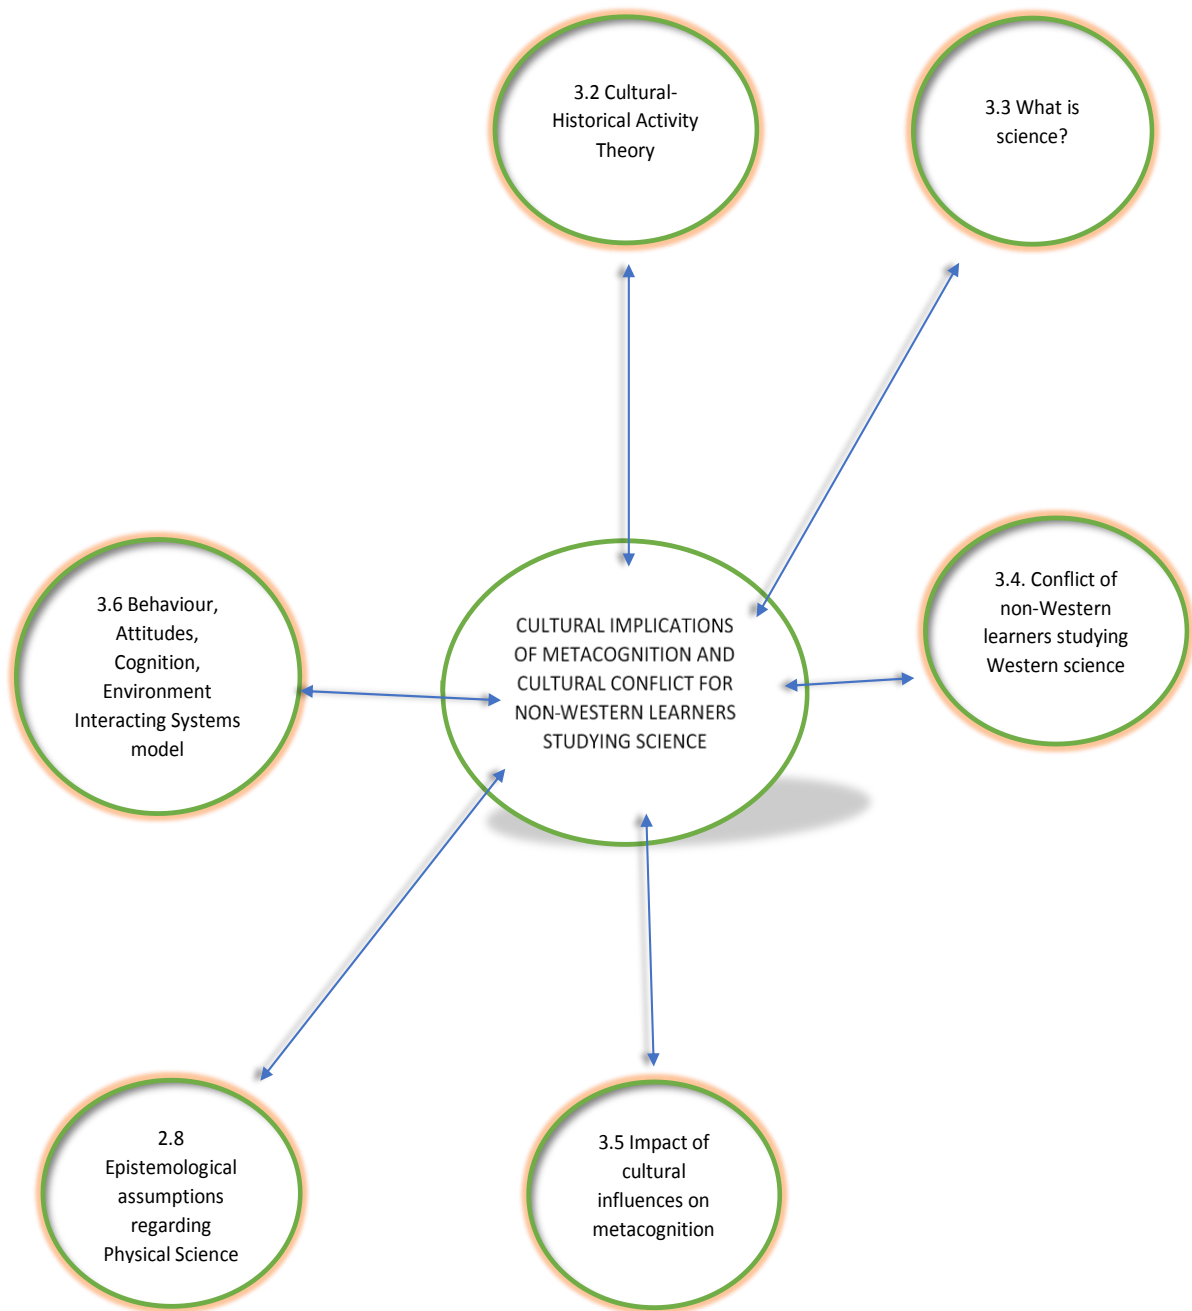 3.2 Cultural-
Historical Activity
Theory
3.3 What is
science?
3.4. Conflict of
non-Western
learners studying
Western science
CULTURAL IMPLICATIONS
OF METACOGNITION AND
CULTURAL CONFLICT FOR
NON-WESTERN LEARNERS
STUDYING SCIENCE
3.6 Behaviour,
Attitudes,
Cognition,
Environment
Interacting Systems
model
2.8
Epistemological
assumptions
regarding
Physical Science
3.5 Impact of
cultural
influences on
metacognition